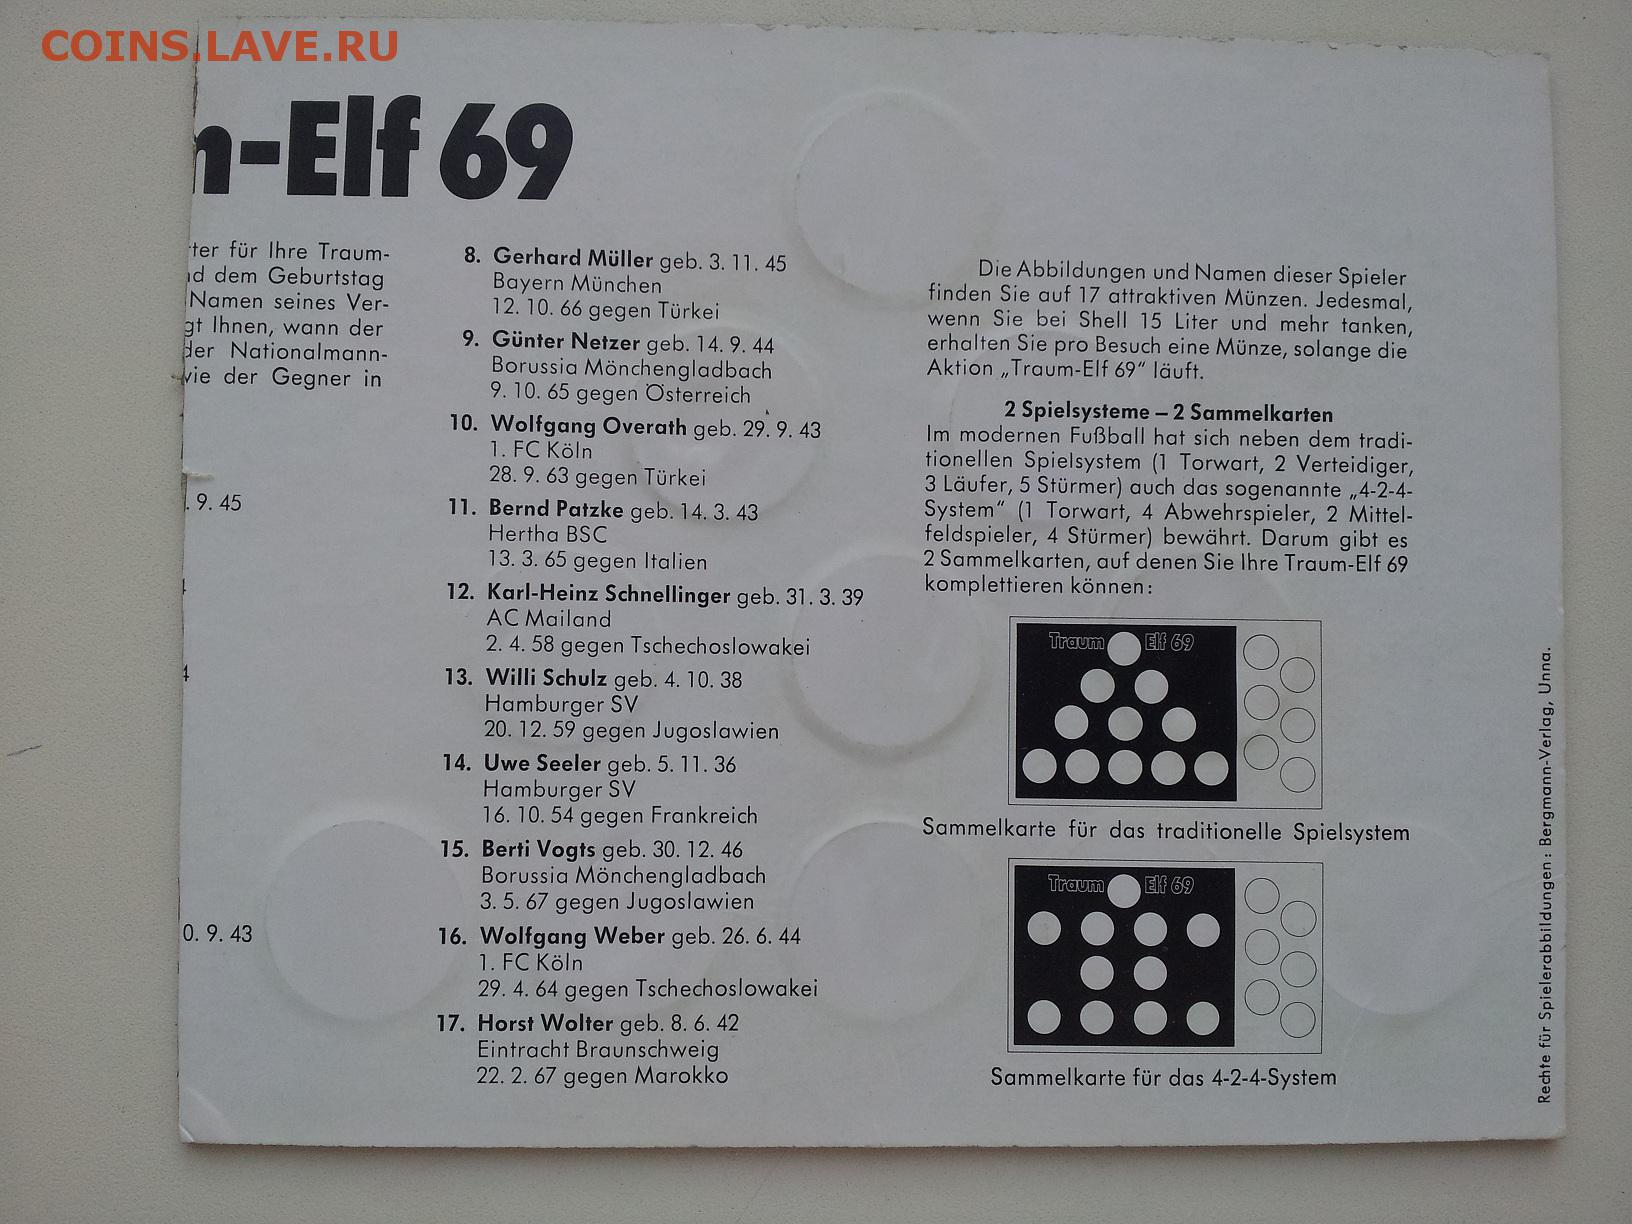 COINS.LAVE.RU
-Elf 69
ter für Ihre Traum-
d dem Geburtstag
Namen seines Ver-
gt Ihnen, wann der
der Nationalmann-
vie der Gegner in
. 9. 45
4
0. 9. 43
8. Gerhard Müller geb. 3. 11. 45
Bayern München
12. 10. 66 gegen Türkei
9. Günter Netzer geb. 14. 9. 44
Borussia Mönchengladbach
9. 10. 65 gegen Österreich
10. Wolfgang Overath geb. 29. 9. 43
1. FC Köln
28. 9. 63 gegen Türkei
11. Bernd Patzke geb. 14. 3. 43
Hertha BSC
13. 3. 65 gegen Italien
12. Karl-Heinz Schnellinger geb. 31. 3. 39
AC Mailand
2. 4. 58 gegen Tschechoslowakei
13. Willi Schulz geb. 4. 10. 38
Hamburger SV
20. 12. 59 gegen Jugoslawien
14. Uwe Seeler geb. 5. 11. 36
Hamburger SV
16. 10. 54 gegen Frankreich
15. Berti Vogts geb. 30. 12. 46
Borussia Mönchengladbach
3. 5. 67 gegen Jugoslawien
16. Wolfgang Weber geb. 26. 6. 44
1. FC Köln
29. 4. 64 gegen Tschechoslowakei
17. Horst Wolter geb. 8. 6. 42
Eintracht Braunschweig
22. 2. 67 gegen Marokko
Die Abbildungen und Namen dieser Spieler
finden Sie auf 17 attraktiven Münzen. Jedesmal,
wenn Sie bei Shell 15 Liter und mehr tanken,
erhalten Sie pro Besuch eine Münze, solange die
Aktion „Traum-Elf 69“ läuft.
2 Spielsysteme – 2 Sammelkarten
Im modernen Fußball hat sich neben dem tradi-
tionellen Spielsystem (1 Torwart, 2 Verteidiger,
3 Läufer, 5 Stürmer) auch das sogenannte „4-2-4-
System“ (1 Torwart, 4 Abwehrspieler, 2 Mittel-
feldspieler, 4 Stürmer) bewährt. Darum gibt es
2 Sammelkarten, auf denen Sie Ihre Traum-Elf 69
komplettieren können:
Traum Elf 69
Sammelkarte für das traditionelle Spielsystem
Traum Elf 69
Sammelkarte für das 4-2-4-System
Rechte für Spielerabbildungen: Bergmann-Verlag, Unna.